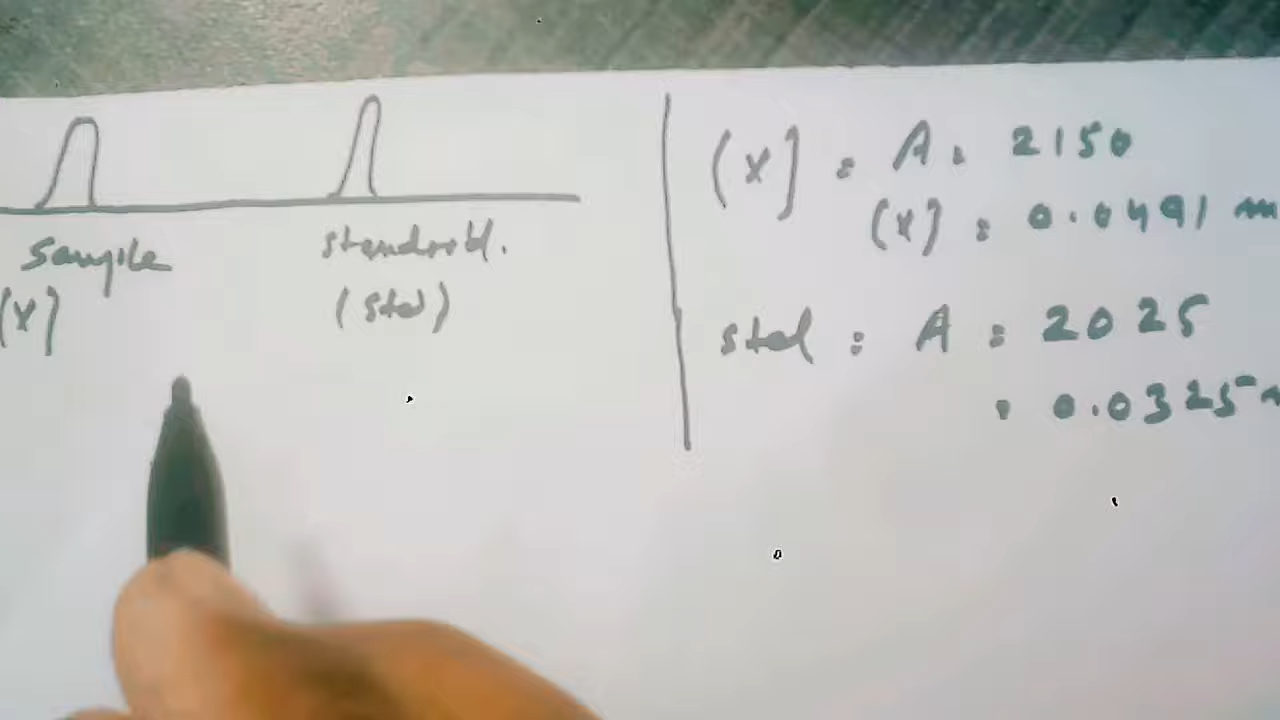 sample
(X)
standard.
(std)
(X) : A : 2150
(X) : 0.0491 m
std : A : 2025
: 0.0325